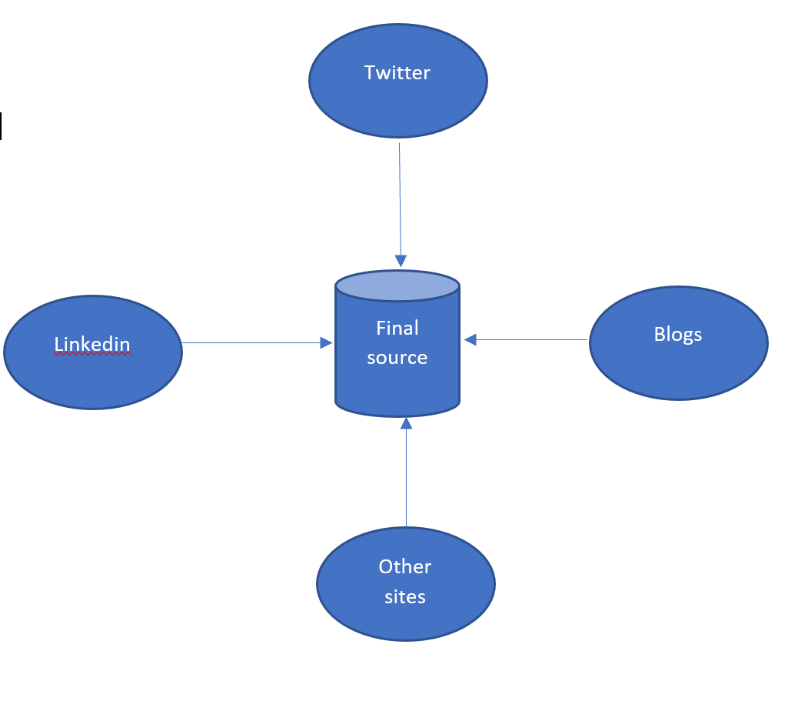 Twitter
Linkedin
Final
source
Blogs
Other
sites